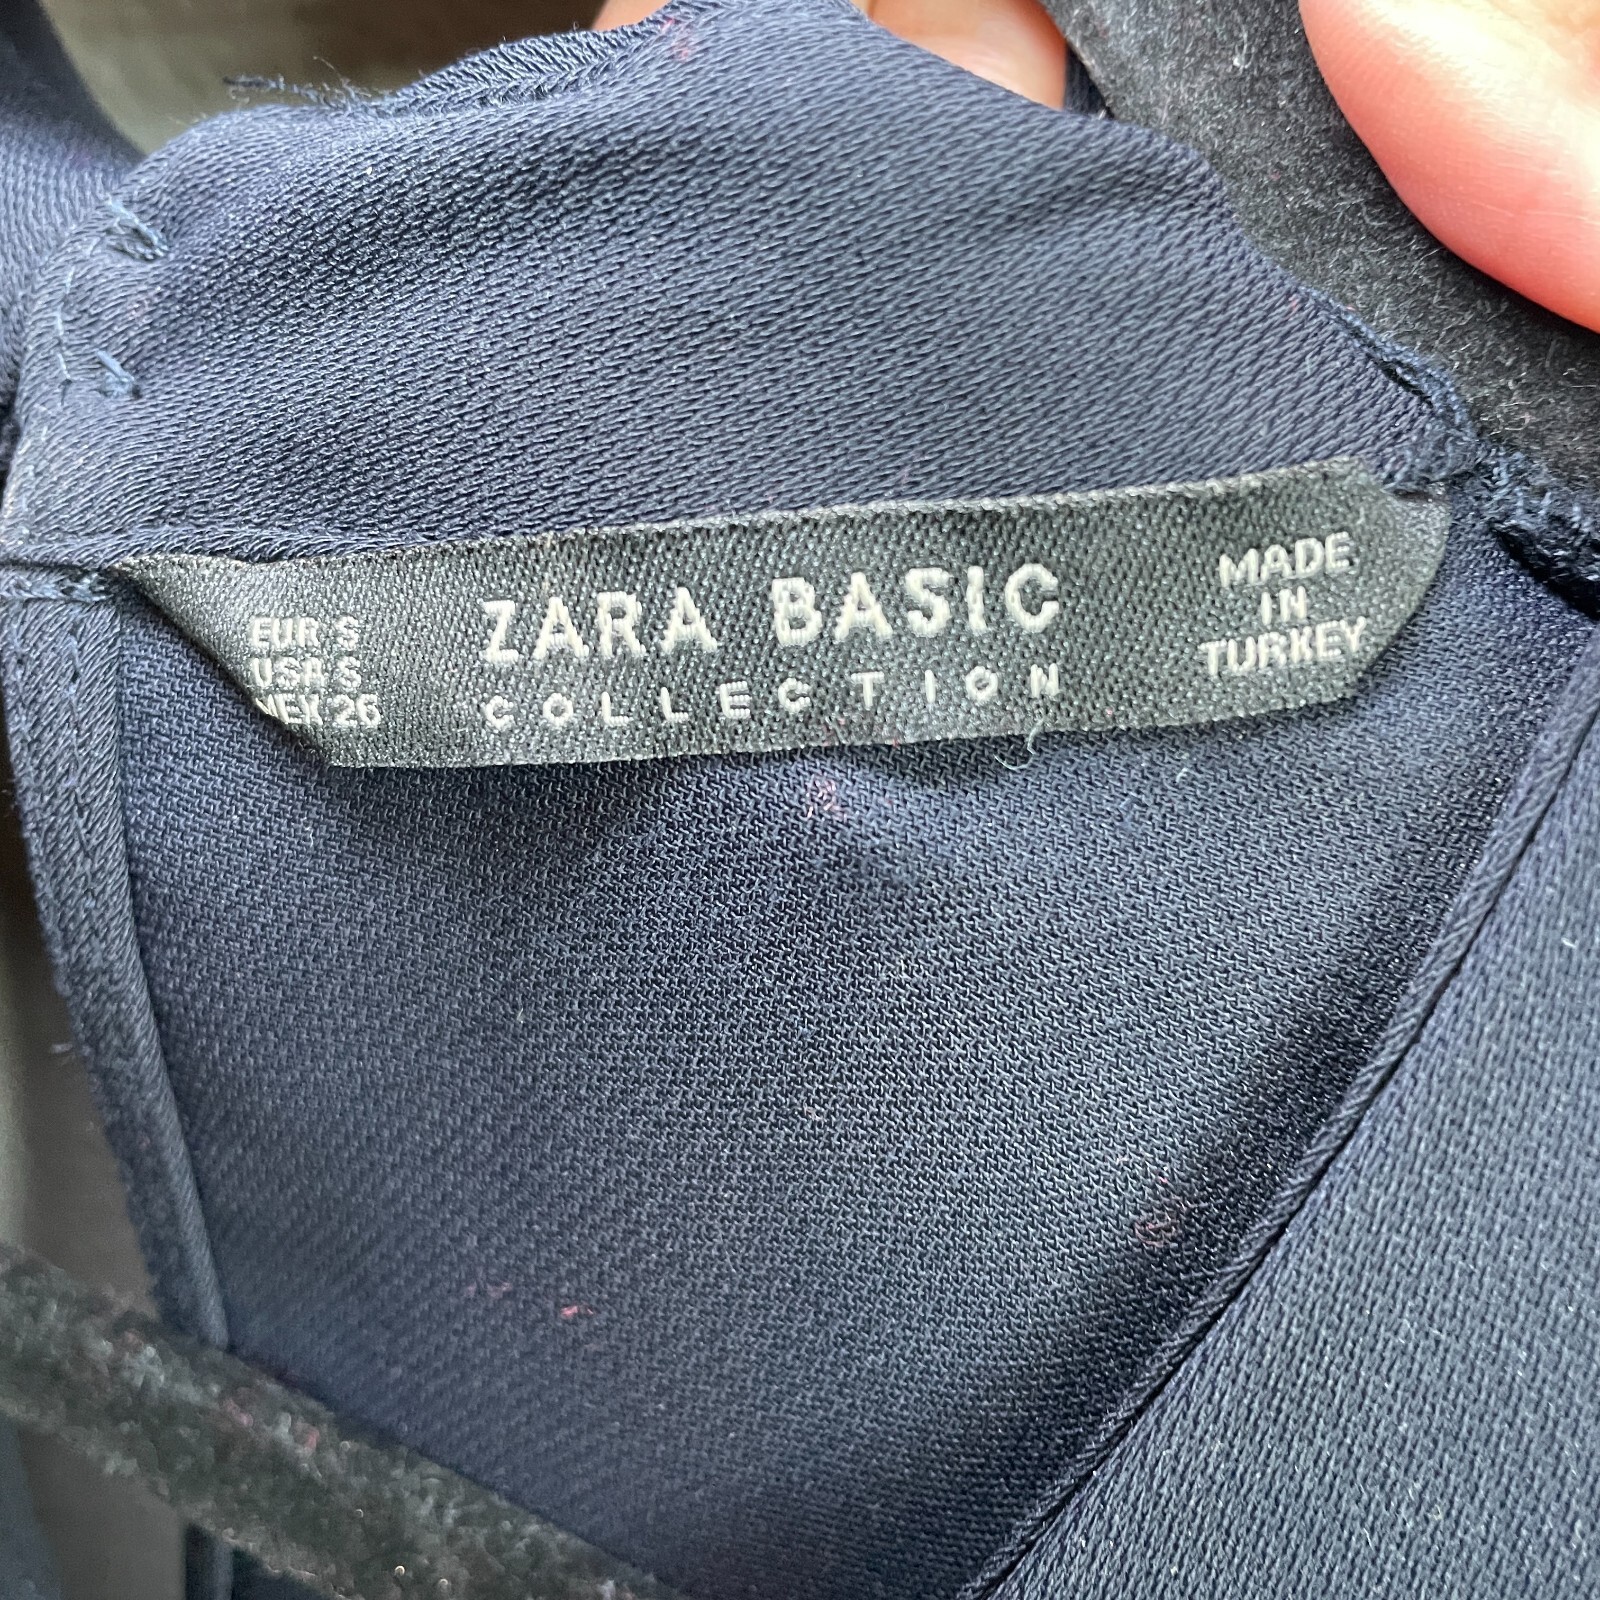 EUR S
USA S
MEX 26
ZARA BASIC
COLLECTION
MADE
IN
TURKEY